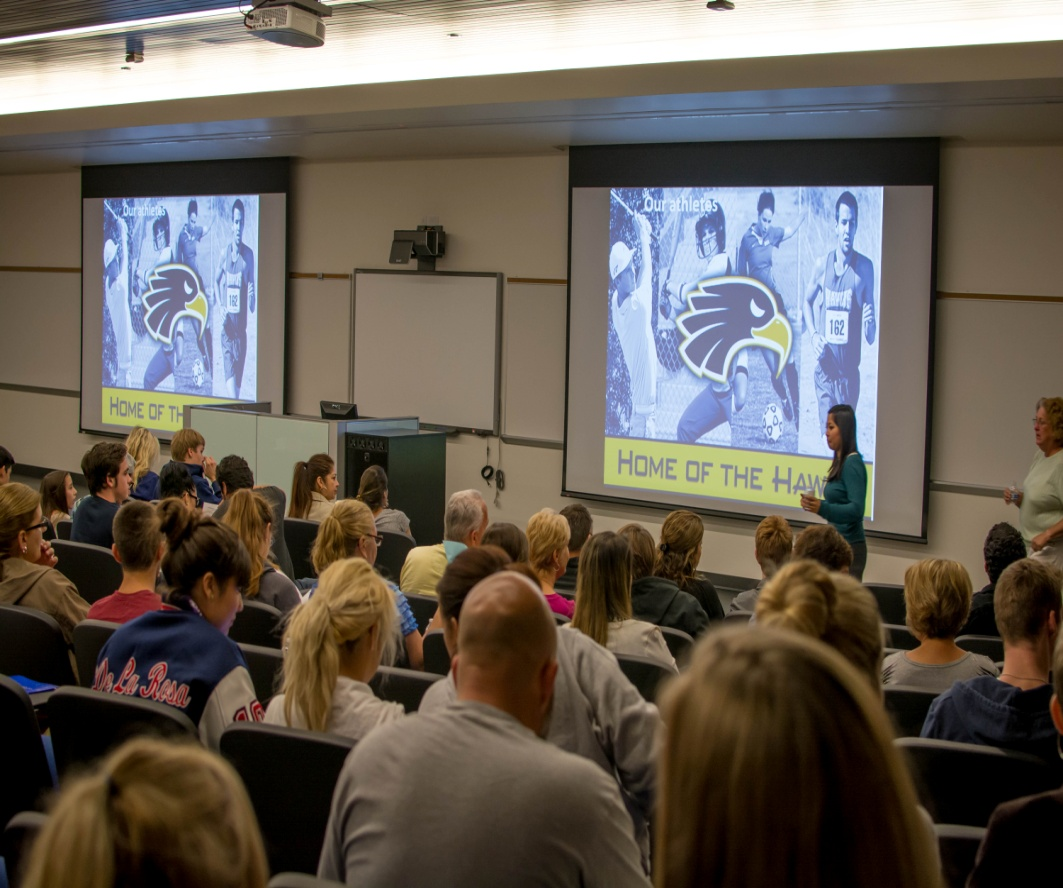 Our athletes
162
HOME OF TH
Our athletes
162
HOME OF THE HAW
De La Rosa